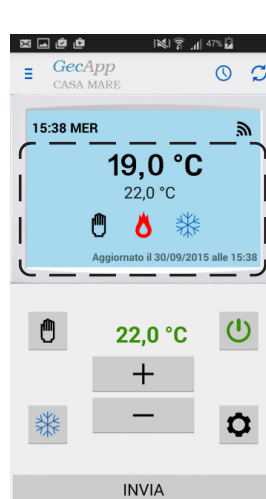 47%
GecApp
CASA MARE
15:38 MER
19,0 °C
22,0 °C
Aggiornato il 30/09/2015 alle 15:38
22,0 °C
+
−
INVIA